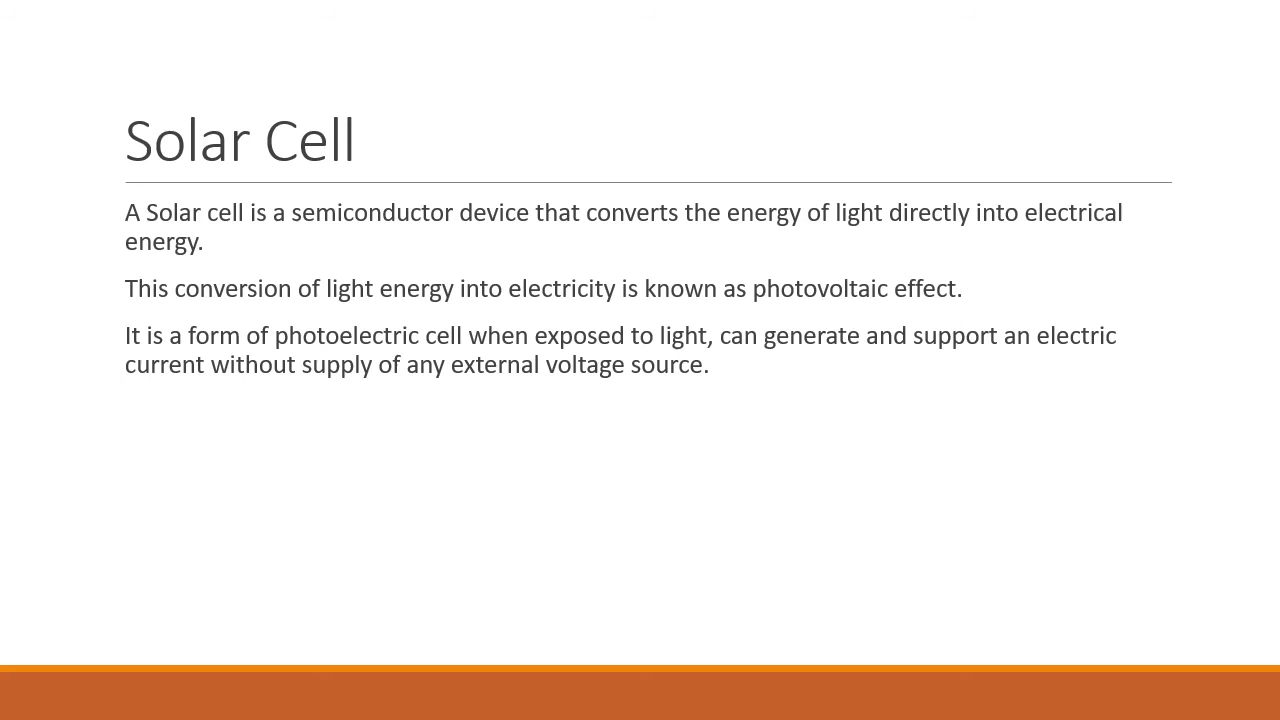 Solar Cell
A Solar cell is a semiconductor device that converts the energy of light directly into electrical
energy.
This conversion of light energy into electricity is known as photovoltaic effect.
It is a form of photoelectric cell when exposed to light, can generate and support an electric
current without supply of any external voltage source.